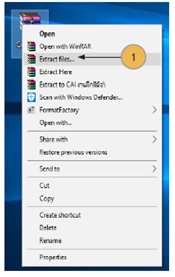 Open
Open with WinRAR
Extract files...
1
Extract Here
Extract to CAI
Scan with Windows Defender...
FormatFactory
Open with...
Share with
Restore previous versions
Send to
Cut
Copy
Create shortcut
Delete
Rename
Properties